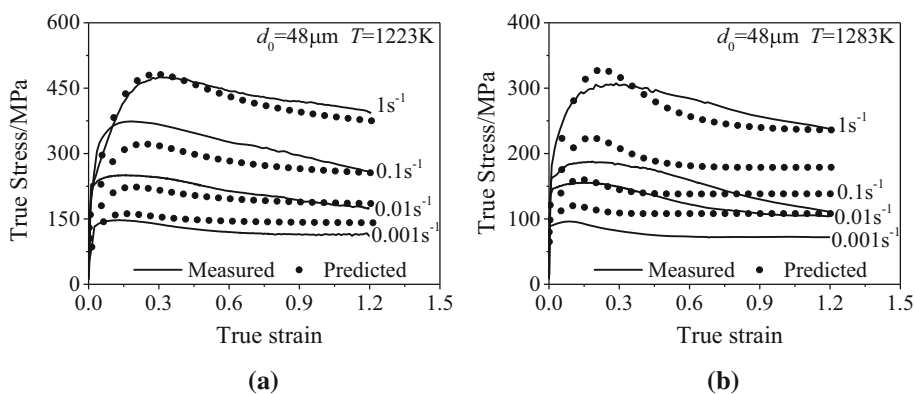 d₀=48μm T=1223K
600
450
300
150
0
True Stress/MPa
1s⁻¹
0.1s⁻¹
0.01s⁻¹
0.001s⁻¹
Measured Predicted
0.0 0.3 0.6 0.9 1.2 1.5
True strain
(a)
d₀=48μm T=1283K
400
300
200
100
0
True Stress/MPa
1s⁻¹
0.1s⁻¹
0.01s⁻¹
0.001s⁻¹
Measured Predicted
0.0 0.3 0.6 0.9 1.2 1.5
True strain
(b)